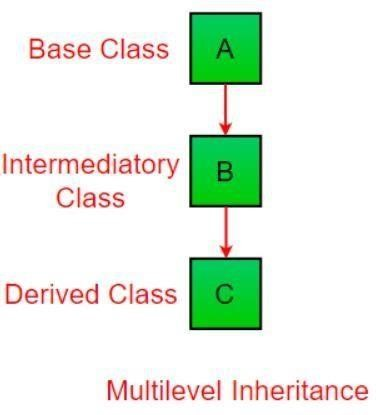 Base Class
A
Intermediatory
Class
B
Derived Class
C
Multilevel Inheritance